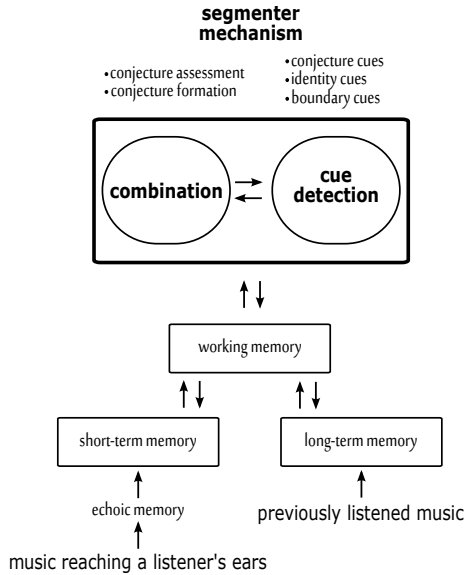 segmenter
mechanism
•conjecture assessment
•conjecture formation
•conjecture cues
•identity cues
•boundary cues
combination
cue
detection
working memory
short-term memory
long-term memory
echoic memory
previously listened music
music reaching a listener's ears